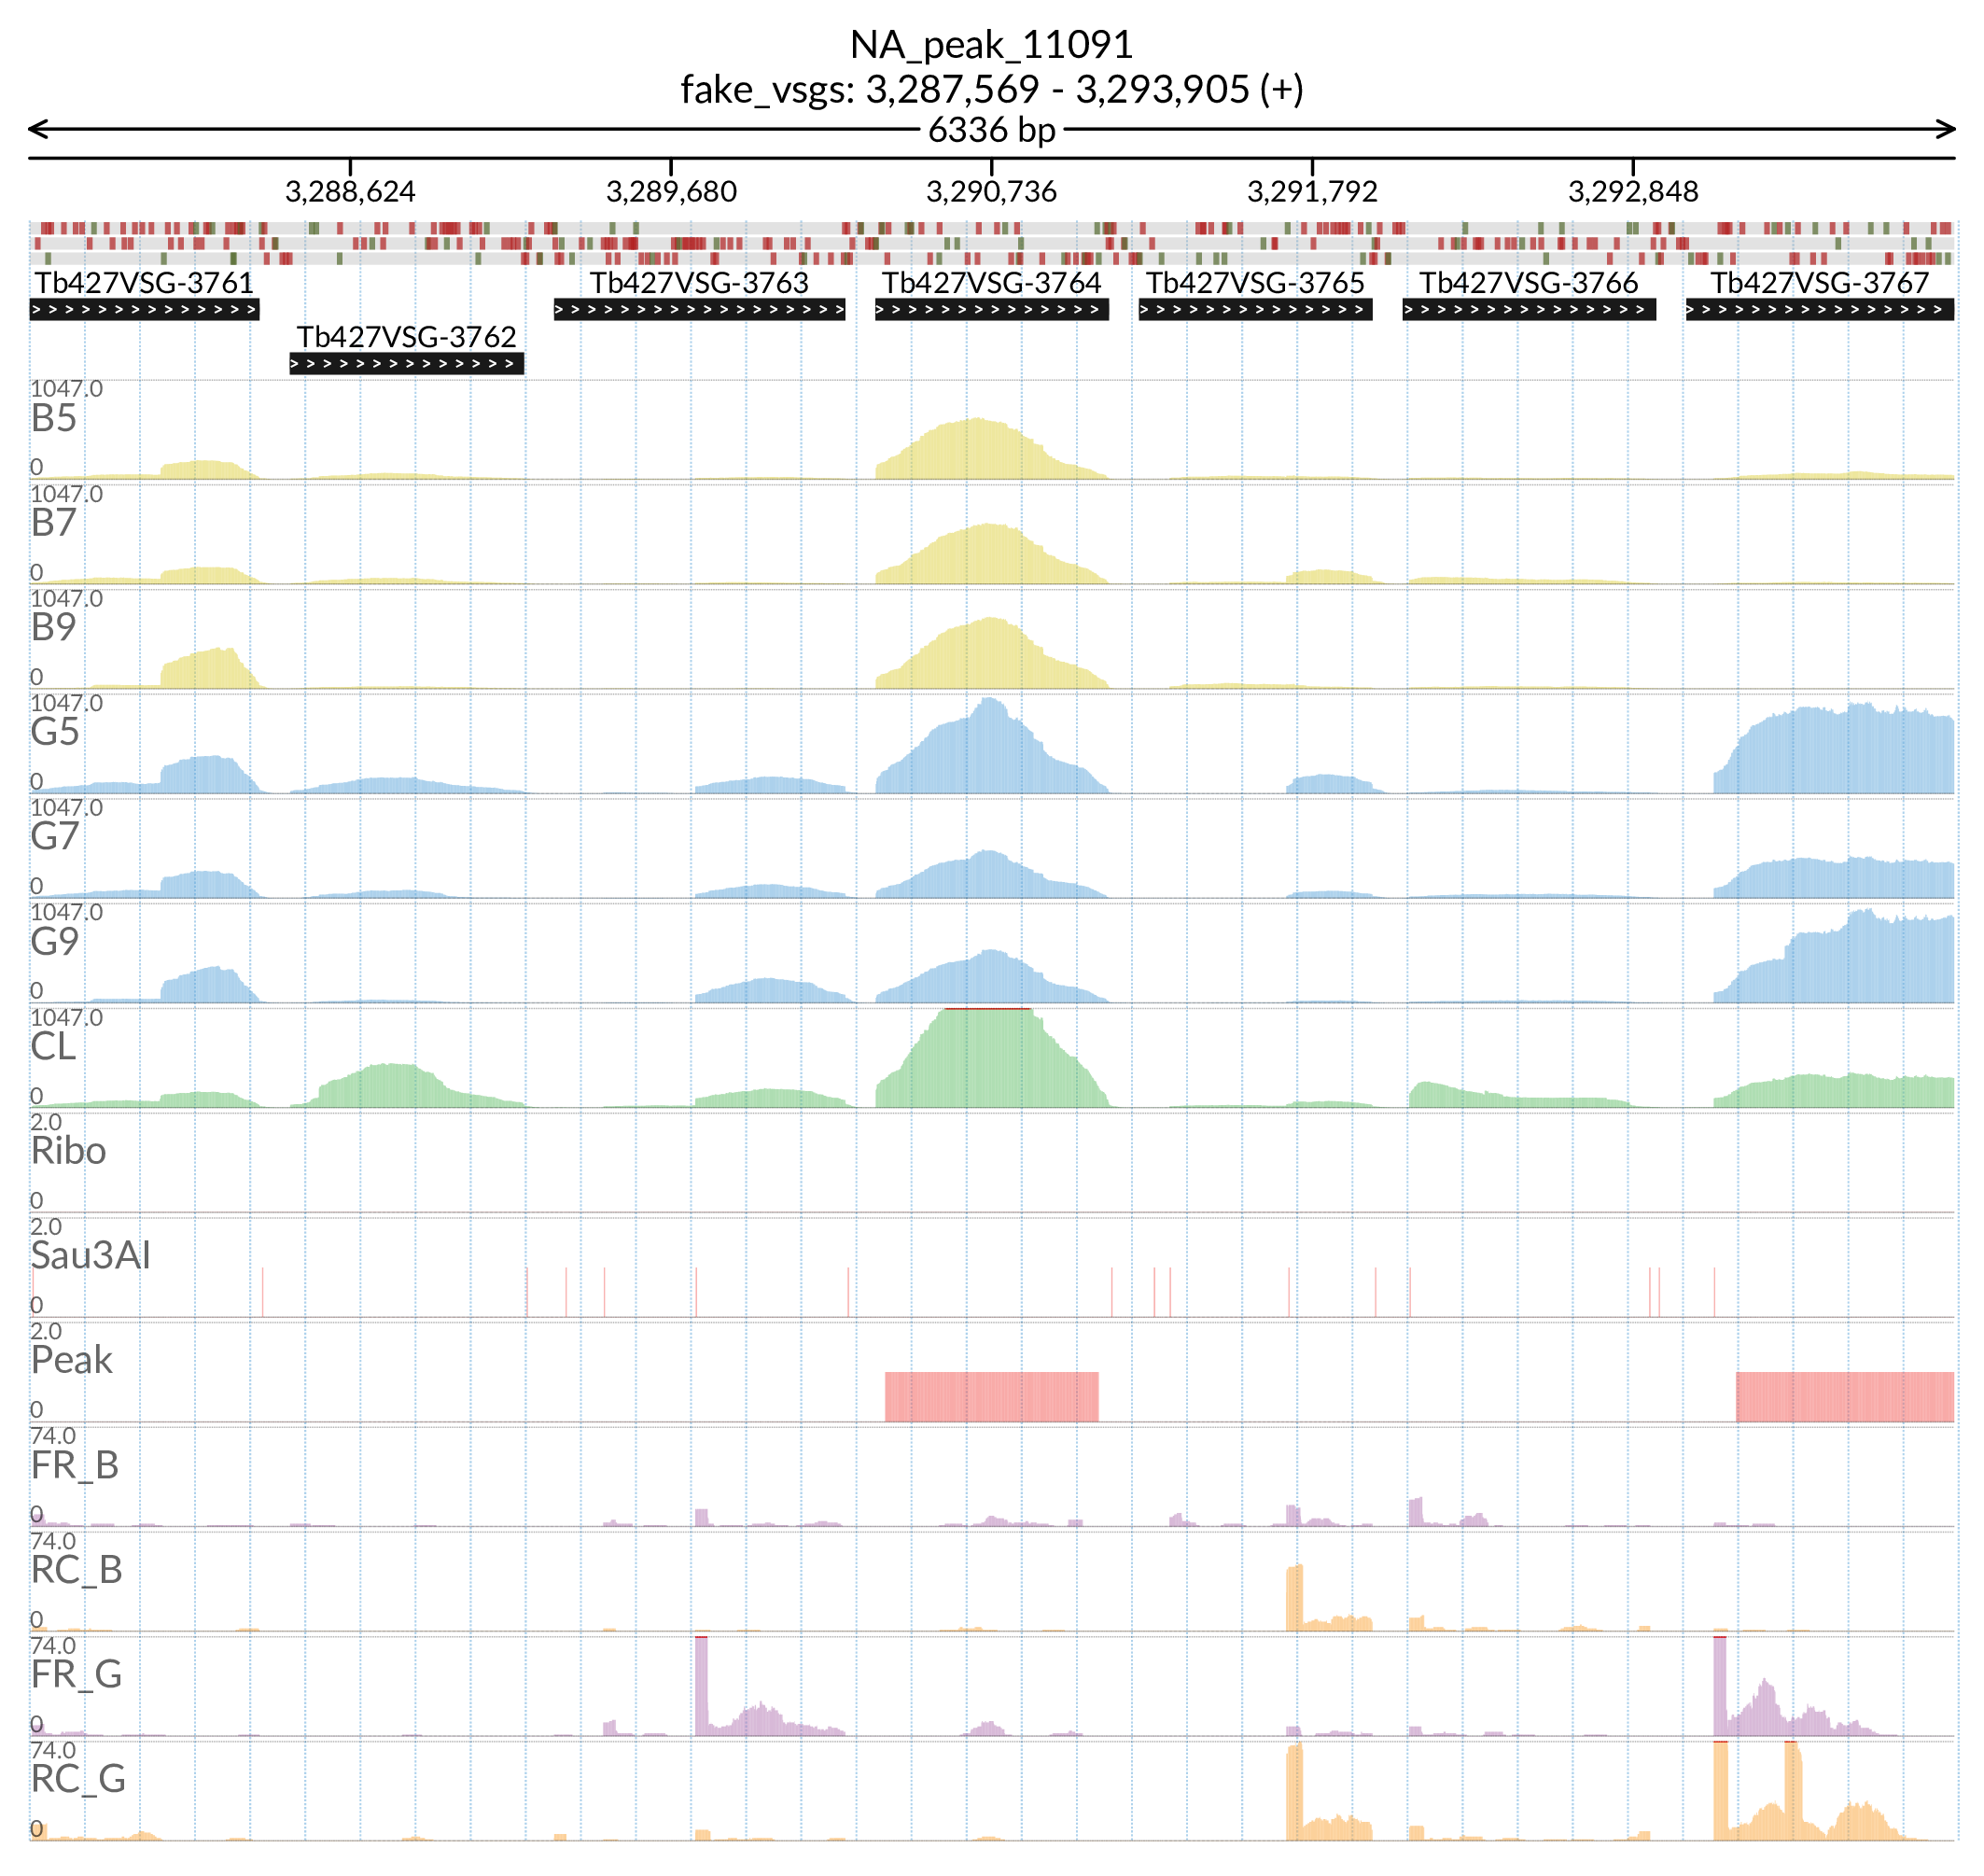 NA_peak_11091
fake_vsgs: 3,287,569 - 3,293,905 (+)
6336 bp
3,288,624 3,289,680 3,290,736 3,291,792 3,292,848
Tb427VSG-3761 Tb427VSG-3763 Tb427VSG-3764 Tb427VSG-3765 Tb427VSG-3766 Tb427VSG-3767
Tb427VSG-3762
1047.0
B5
0
1047.0
B7
0
1047.0
B9
0
1047.0
G5
0
1047.0
G7
0
1047.0
G9
0
1047.0
CL
0
2.0
Ribo
0
2.0
Sau3AI
0
2.0
Peak
0
74.0
FR_B
0
74.0
RC_B
0
74.0
FR_G
0
74.0
RC_G
0